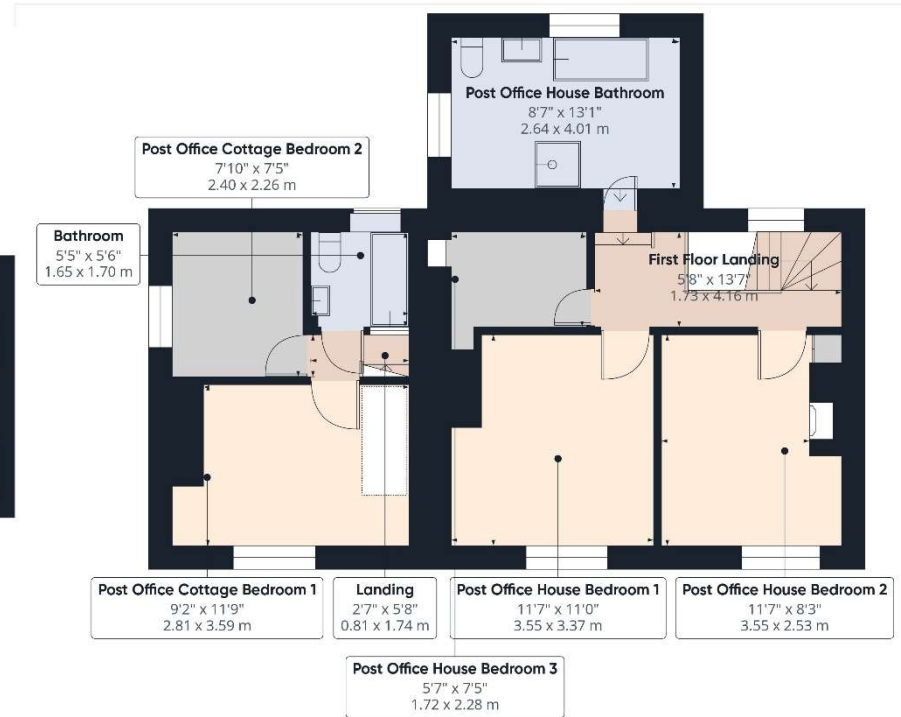 Post Office House Bathroom
8'7" x 13'1"
2.64 x 4.01 m
Post Office Cottage Bedroom 2
7'10" x 7'5"
2.40 x 2.26 m
Bathroom
5'5" x 5'6"
1.65 x 1.70 m
First Floor Landing
5'8" x 13'7"
1.73 x 4.16 m
Post Office Cottage Bedroom 1
9'2" x 11'9"
2.81 x 3.59 m
Landing
2'7" x 5'8"
0.81 x 1.74 m
Post Office House Bedroom 1
11'7" x 11'0"
3.55 x 3.37 m
Post Office House Bedroom 2
11'7" x 8'3"
3.55 x 2.53 m
Post Office House Bedroom 3
5'7" x 7'5"
1.72 x 2.28 m